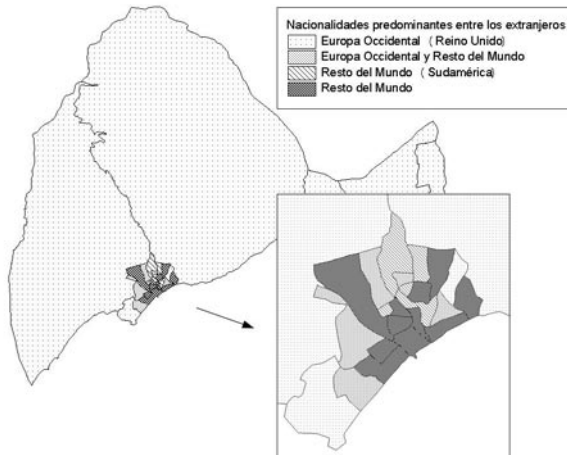 Nacionalidades predominantes entre los extranjeros
Europa Occidental ( Reino Unido)
Europa Occidental y Resto del Mundo
Resto del Mundo ( Sudamérica)
Resto del Mundo